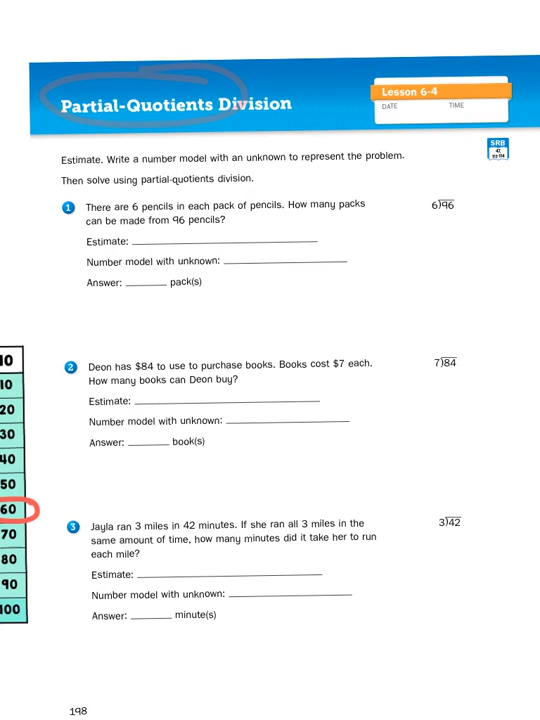 Partial-Quotients Division
Lesson 6-4
DATE TIME
SRB
Estimate. Write a number model with an unknown to represent the problem.
Then solve using partial-quotients division.
1 There are 6 pencils in each pack of pencils. How many packs
can be made from 96 pencils?
6)96
Estimate:
Number model with unknown:
Answer: pack(s)
2 Deon has $84 to use to purchase books. Books cost $7 each.
How many books can Deon buy?
7)84
Estimate:
Number model with unknown:
Answer: book(s)
3 Jayla ran 3 miles in 42 minutes. If she ran all 3 miles in the
same amount of time, how many minutes did it take her to run
each mile?
3)42
Estimate:
Number model with unknown:
Answer: minute(s)
198
10
10
20
30
40
50
60
70
80
90
100